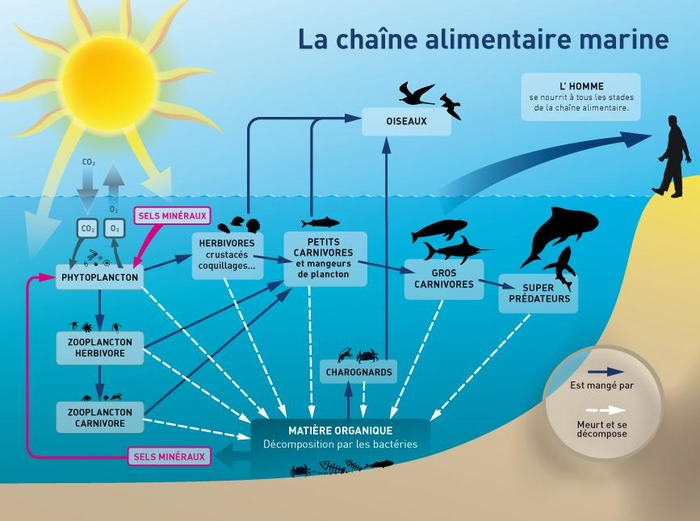 La chaîne alimentaire marine
L' HOMME
se nourrit à tous les stades
de la chaîne alimentaire.
OISEAUX
CO₂
O₂
CO₂
O₂
SELS MINÉRAUX
PHYTOPLANCTON
HERBIVORES
crustacés
coquillages...
PETITS
CARNIVORES
et mangeurs
de plancton
GROS
CARNIVORES
SUPER
PRÉDATEURS
ZOOPLANCTON
HERBIVORE
CHAROGNARDS
ZOOPLANCTON
CARNIVORE
Est mangé par
Meurt et se
décompose
MATIÈRE ORGANIQUE
Décomposition par les bactéries
SELS MINÉRAUX